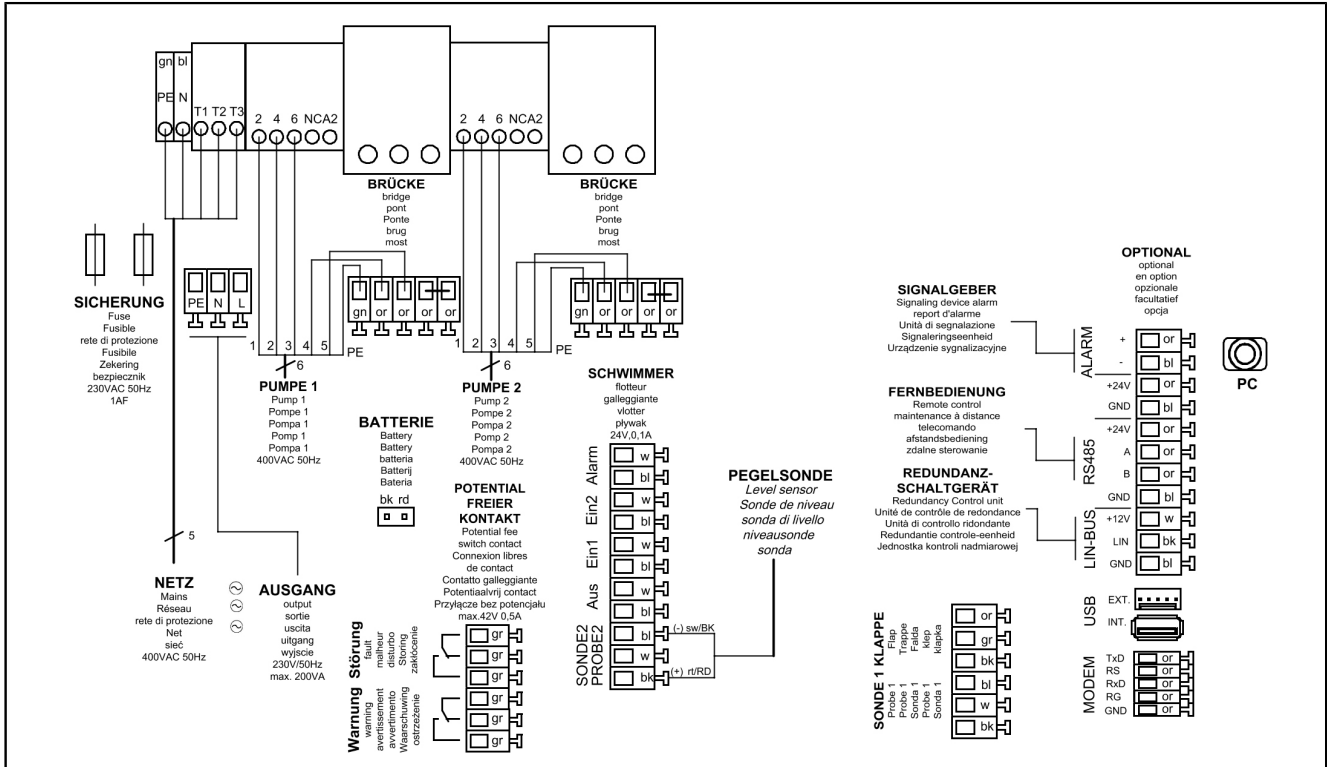 gn bl
PE N
T1 T2 T3
2 4 6 NCA2
2 4 6 NCA2
BRÜCKE
bridge
pont
Ponte
brug
most
BRÜCKE
bridge
pont
Ponte
brug
most
SICHERUNG
Fuse
Fusible
rete di protezione
Fusibile
Zekering
bezpiecznik
230VAC 50Hz
1AF
PE N L
gn or or or or
1 2 3 4 5 PE
6
PUMPE 1
Pump 1
Pompe 1
Pompa 1
Pomp 1
Pompa 1
400VAC 50Hz
gn or or or or
1 2 3 4 5 PE
6
PUMPE 2
Pump 2
Pompe 2
Pompa 2
Pomp 2
Pompa 2
400VAC 50Hz
5
NETZ
Mains
Réseau
rete di protezione
Net
sieć
400VAC 50Hz
AUSGANG
output
sortie
uscita
uitgang
wyjscie
230V/50Hz
max. 200VA
BATTERIE
Battery
Battery
batteria
Batterij
Bateria
bk rd
POTENTIAL
FREIER
KONTAKT
Potential fee
switch contact
Connexion libres
de contact
Contatto galleggiante
Potentiaalvrij contact
Przyłącze bez potencjału
max.42V 0,5A
Störung
fault
malheur
disturbo
Storing
zakłócenie
gr
gr
gr
Warnung
warning
avertissement
avvertimento
Waarschuwing
ostrzeżenie
gr
gr
gr
SCHWIMMER
flotteur
galleggiante
vlotter
pływak
24V,0,1A
Alarm
w
bl
Ein2
w
bl
Ein1
w
bl
Aus
w
bl
SONDE2
PROBE2
bl (-) sw/BK
w
bk (+) rt/RD
PEGELSONDE
Level sensor
Sonde de niveau
sonda di livello
niveausonde
sonda
SIGNALGEBER
Signaling device alarm
report d'alarme
Unità di segnalazione
Signaleringseenheid
Urządzenie sygnalizacyjne
FERNBEDIENUNG
Remote control
maintenance à distance
telecomando
afstandsbediening
zdalne sterowanie
REDUNDANZ-
SCHALTGERÄT
Redundancy Control unit
Unité de contrôle de redondance
Unità di controllo ridondante
Redundantie controle-eenheid
Jednostka kontroli nadmiarowej
OPTIONAL
optional
en option
opzionale
facultatief
opcja
ALARM
+ or
- bl
+24V or
GND bl
RS485
+24V or
A or
B or
GND bl
LIN-BUS
+12V w
LIN bk
GND bl
PC
USB
EXT.
INT.
MODEM
TxD or
RS or
RxD or
RG or
GND or
KLAPPE
Flap
Trappe
Falda
klep
klapka
or
gr
bk
SONDE 1
Probe 1
Probe 1
Sonda 1
Probe 1
Sonda 1
bl
w
bk